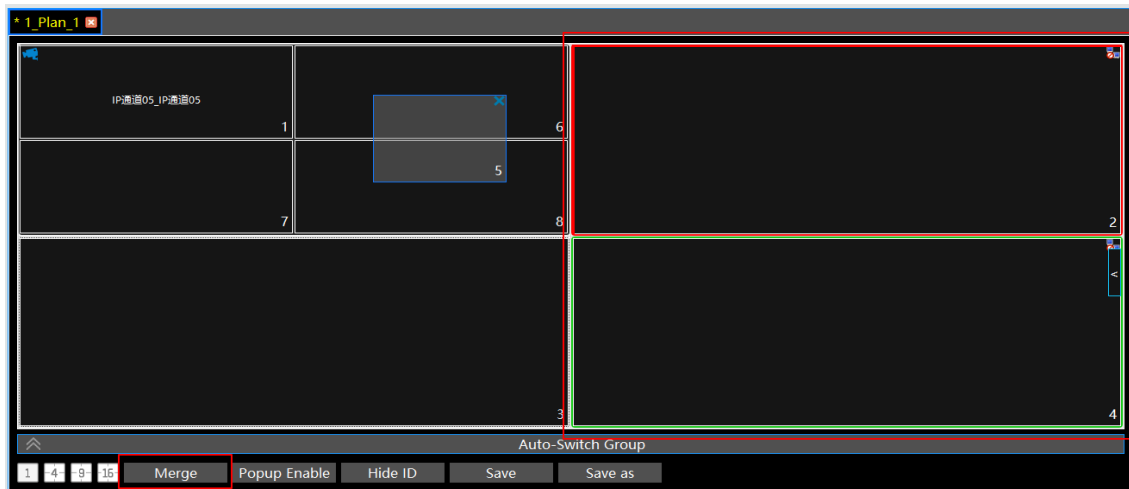 * 1_Plan_1
IP通道05_IP通道05
1
6
5
7
8
2
<
3
4
Auto-Switch Group
1 4 9 16 Merge Popup Enable Hide ID Save Save as